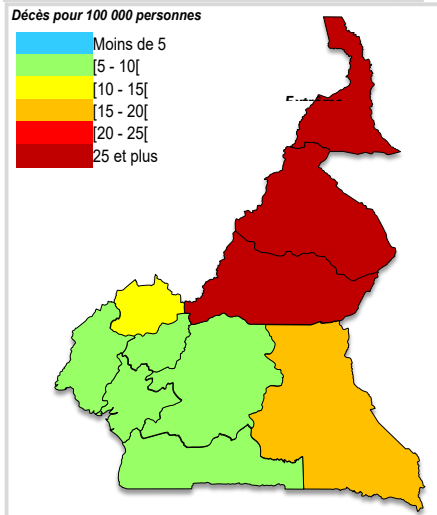 Décès pour 100 000 personnes
Moins de 5
[5 - 10[
[10 - 15[
[15 - 20[
[20 - 25[
25 et plus